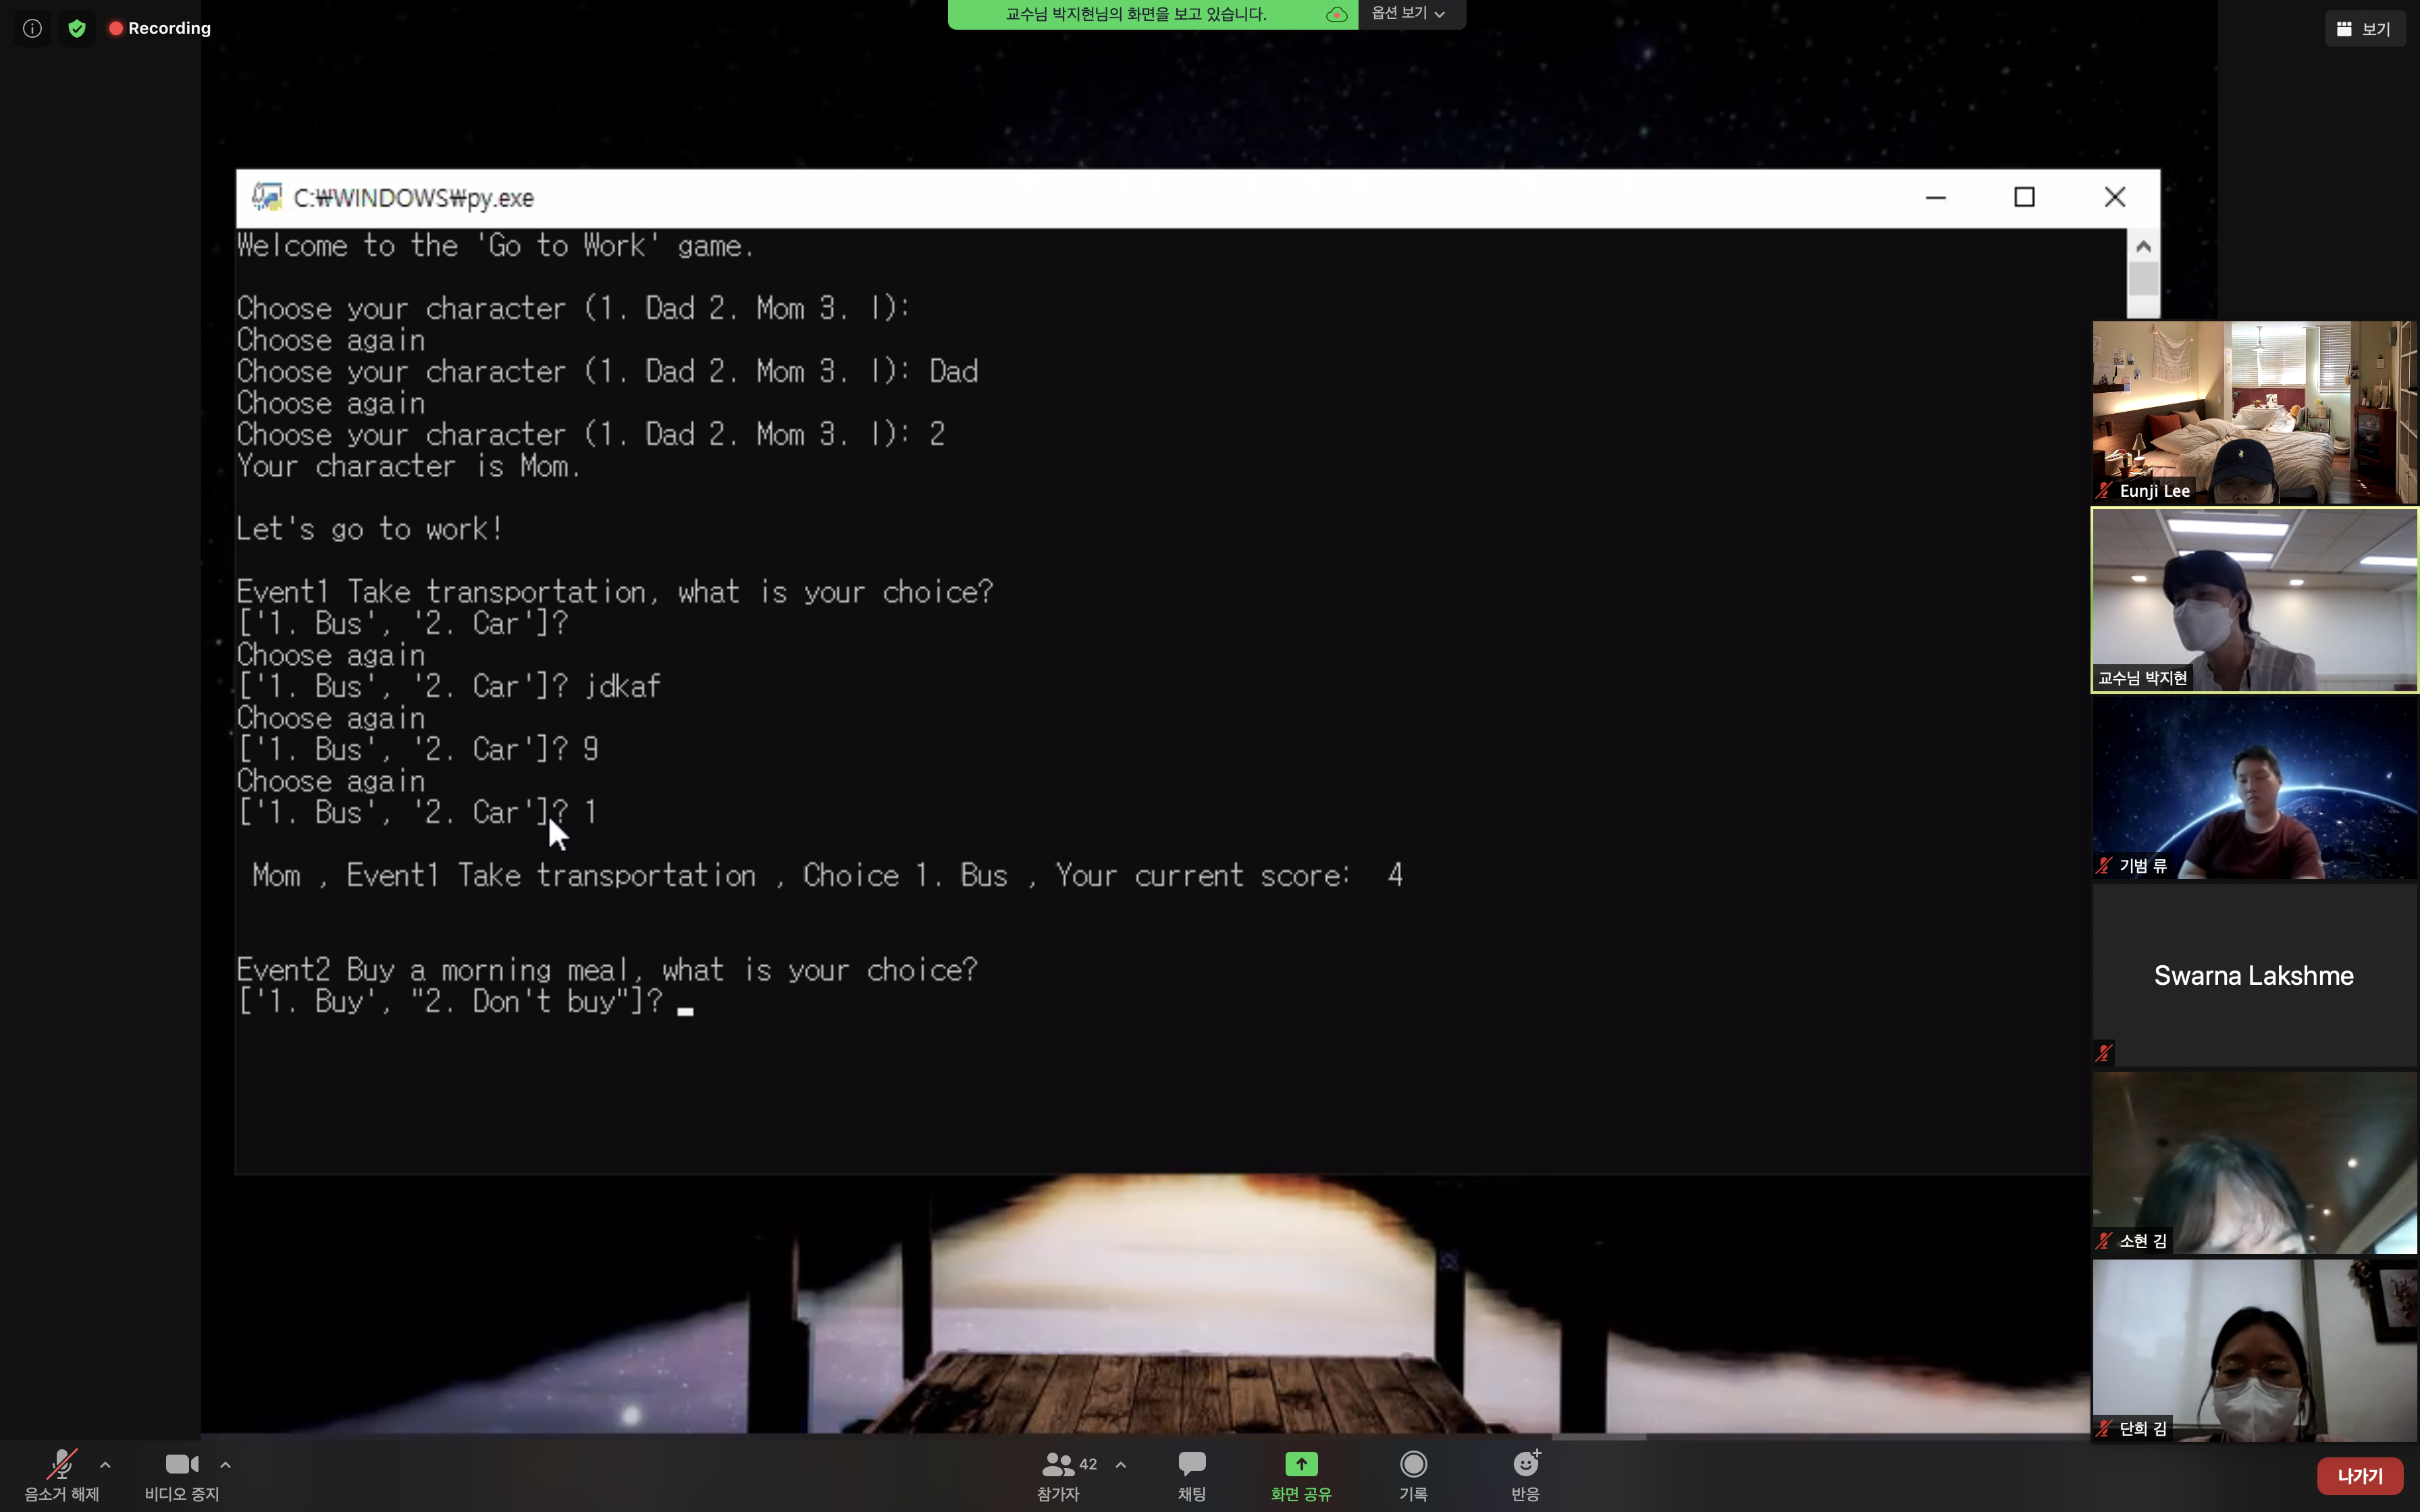 Recording
교수님 박지현님의 화면을 보고 있습니다.
옵션 보기
보기
C:₩WINDOWS₩py.exe
Welcome to the 'Go to Work' game.
Choose your character (1. Dad 2. Mom 3. I):
Choose again
Choose your character (1. Dad 2. Mom 3. I): Dad
Choose again
Choose your character (1. Dad 2. Mom 3. I): 2
Your character is Mom.
Let's go to work!
Event1 Take transportation, what is your choice?
['1. Bus', '2. Car']?
Choose again
['1. Bus', '2. Car']? jdkaf
Choose again
['1. Bus', '2. Car']? 9
Choose again
['1. Bus', '2. Car']? 1
Mom , Event1 Take transportation , Choice 1. Bus , Your current score:  4
Event2 Buy a morning meal, what is your choice?
['1. Buy', "2. Don't buy"]?
Eunji Lee
교수님 박지현
기범 류
Swarna Lakshme
소현 김
단희 김
음소거 해제
비디오 중지
42
참가자
채팅
화면 공유
기록
반응
나가기